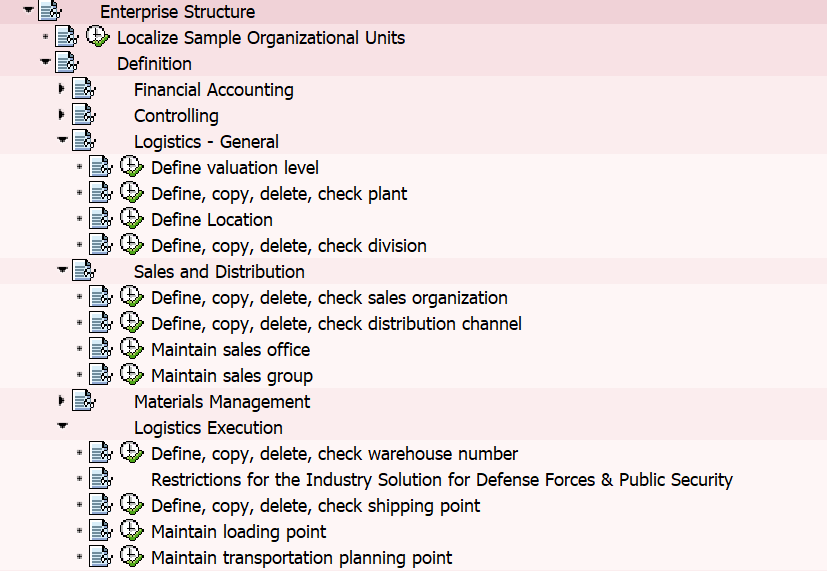 Enterprise Structure
Localize Sample Organizational Units
Definition
Financial Accounting
Controlling
Logistics - General
Define valuation level
Define, copy, delete, check plant
Define Location
Define, copy, delete, check division
Sales and Distribution
Define, copy, delete, check sales organization
Define, copy, delete, check distribution channel
Maintain sales office
Maintain sales group
Materials Management
Logistics Execution
Define, copy, delete, check warehouse number
Restrictions for the Industry Solution for Defense Forces & Public Security
Define, copy, delete, check shipping point
Maintain loading point
Maintain transportation planning point